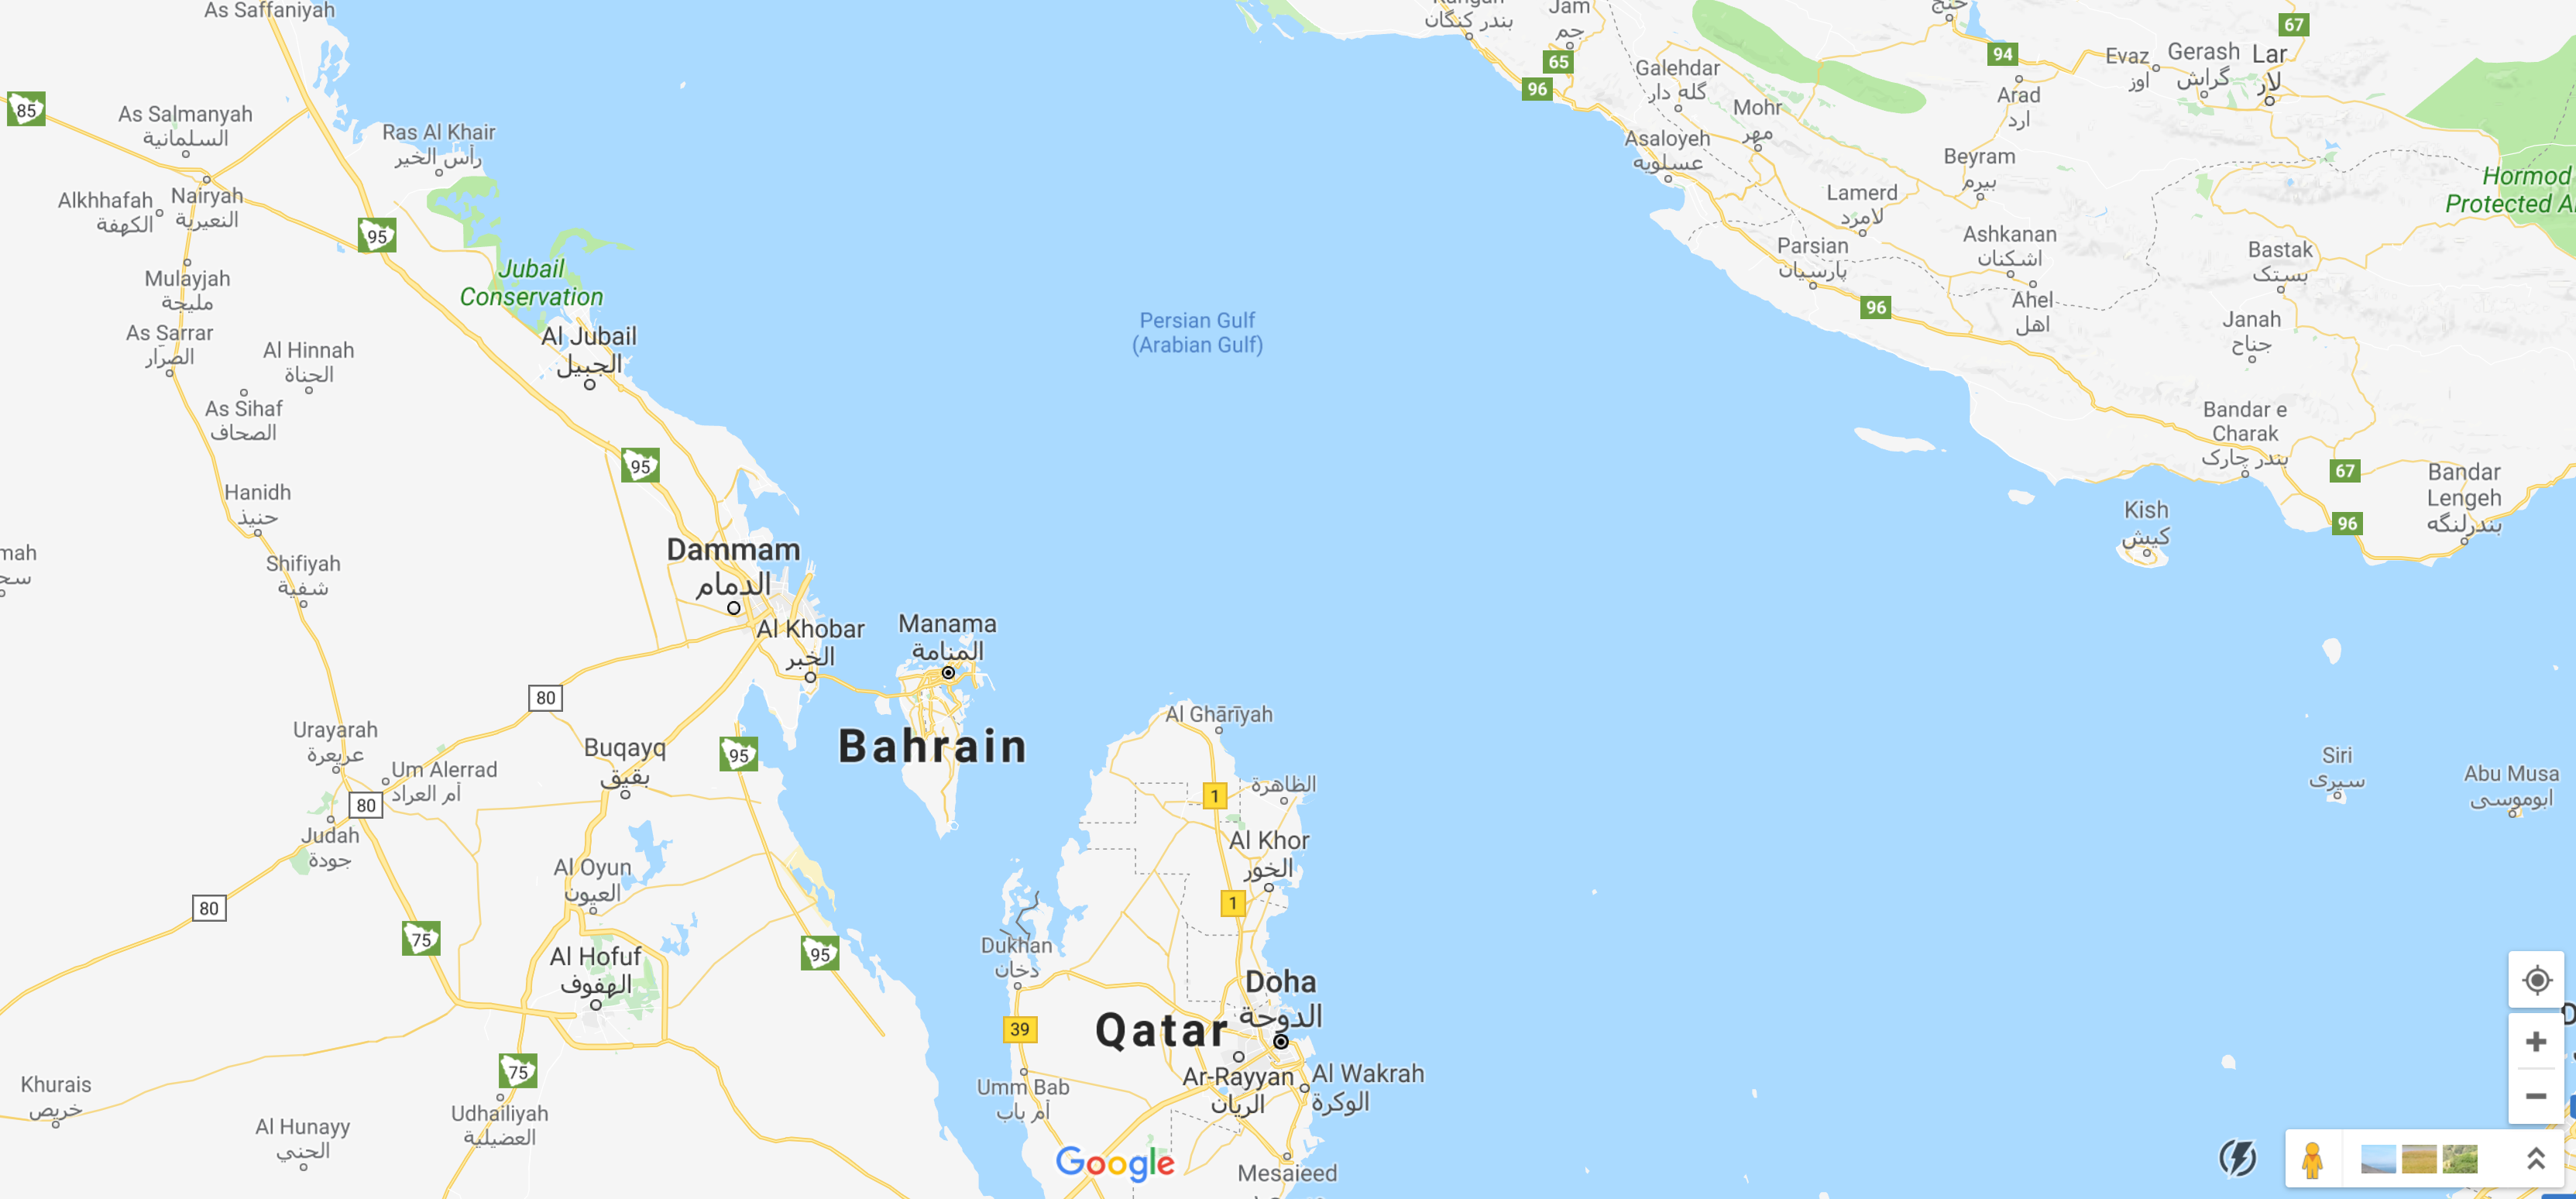 As Saffaniyah
85
As Salmanyah
السلمانية
Ras Al Khair
رأس الخير
Alkhhafah
الكهفة
Nairyah
النعيرية
95
Mulayjah
مليجة
As Sarrar
الصرار
Al Hinnah
الحناة
As Sihaf
الصحاف
Jubail
Conservation
Al Jubail
الجبيل
95
Hanidh
حنيذ
Shifiyah
شفية
Dammam
الدمام
Al Khobar
الخبر
Manama
المنامة
Bahrain
80
Urayarah
عريعرة
Um Alerrad
أم العراد
80
Judah
جودة
80
Buqayq
بقيق
95
Al Oyun
العيون
75
Al Hofuf
الهفوف
95
75
Khurais
خريص
Al Hunayy
الحني
Udhailiyah
العضيلية
Persian Gulf
(Arabian Gulf)
Al Ghārīyah
1
الظاهرة
Al Khor
الخور
1
Dukhan
دخان
Doha
الدوحة
Qatar
39
Ar-Rayyan
الريان
Al Wakrah
الوكرة
Umm Bab
أم باب
Mesaieed
Google
بندر کنگان
Jam
جم
65
96
Galehdar
گله دار
Mohr
مهر
Asaloyeh
عسلویه
94
67
Evaz
اوز
Gerash
گراش
Lar
لار
Arad
ارد
Beyram
بیرم
Lamerd
لامرد
Hormod
Parsian
پارسیان
Ashkanan
اشکنان
Bastak
بستک
96
Ahel
اهل
Janah
جناح
Bandar e
Charak
بندر چارک
67
Bandar
Lengeh
بندرلنگه
96
Kish
کیش
Siri
سیری
Abu Musa
ابوموسی